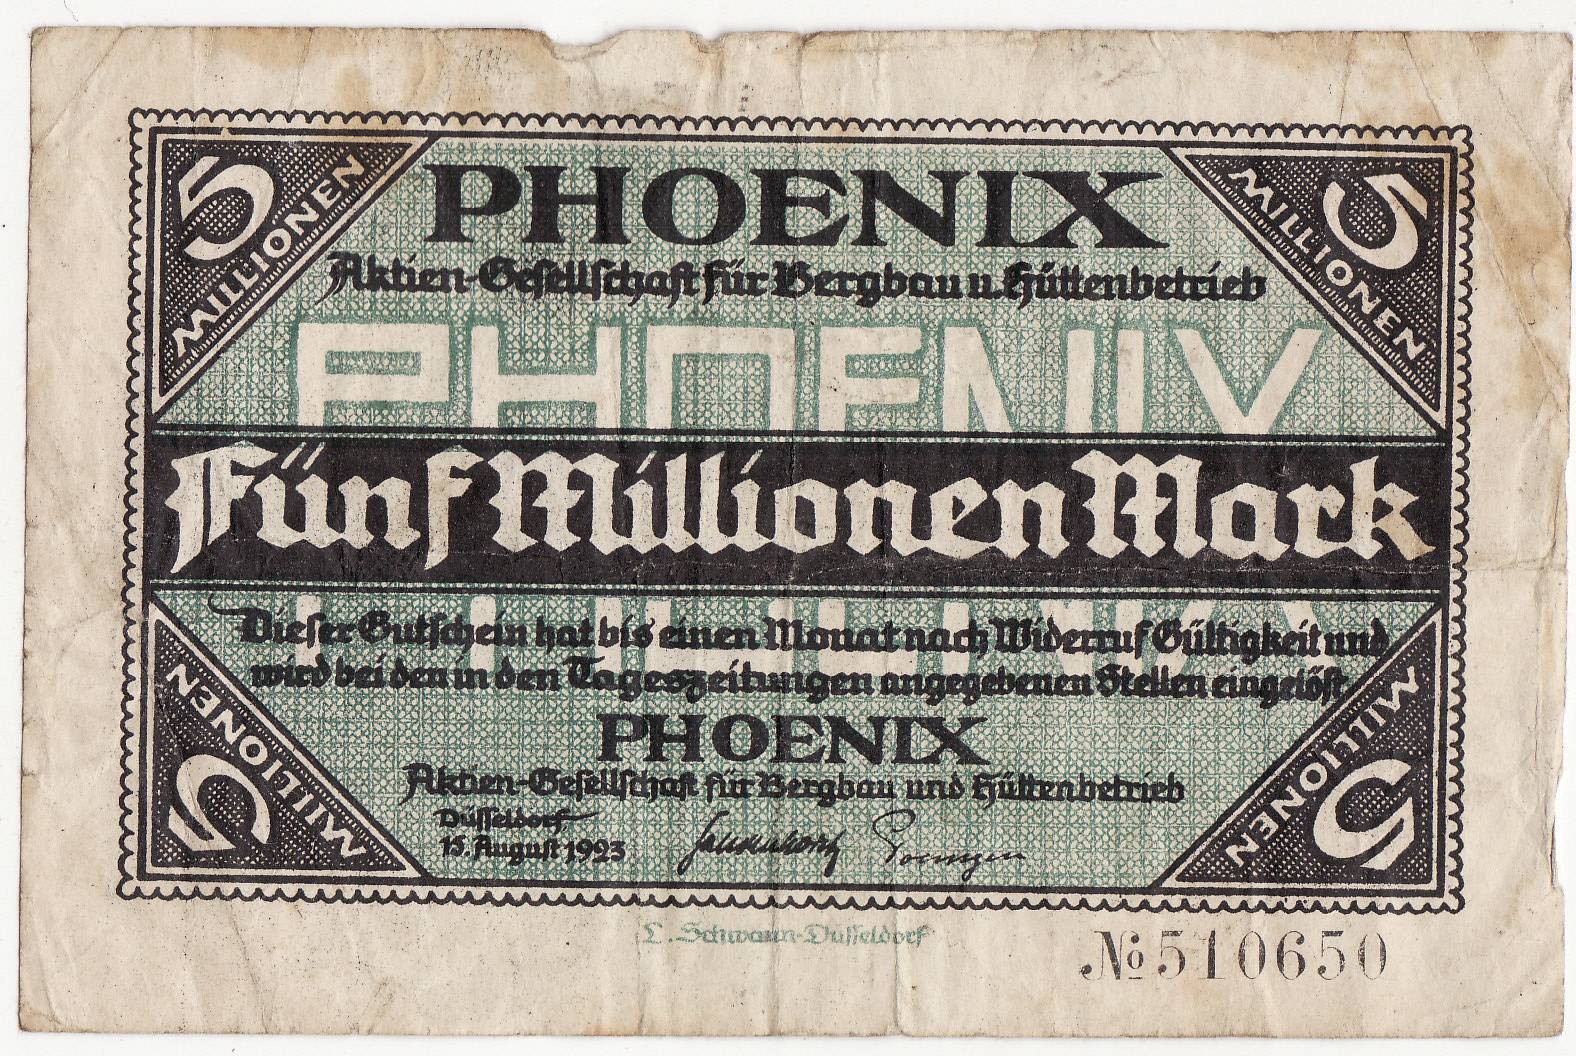 5 MILLIONEN
5 MILLIONEN
PHOENIX
Aktien-Gesellschaft für Bergbau u. Hüttenbetrieb
PHOENIX
Fünf Millionen Mark
Dieser Gutschein hat bis einen Monat nach Widerruf Gültigkeit und
wird bei den in den Tageszeitungen angegebenen Stellen eingelöst.
PHOENIX
Aktien-Gesellschaft für Bergbau und Hüttenbetrieb
Düsseldorf
15. August 1923
5 MILLIONEN
5 MILLIONEN
L. Schwann-Düsseldorf
No 510650